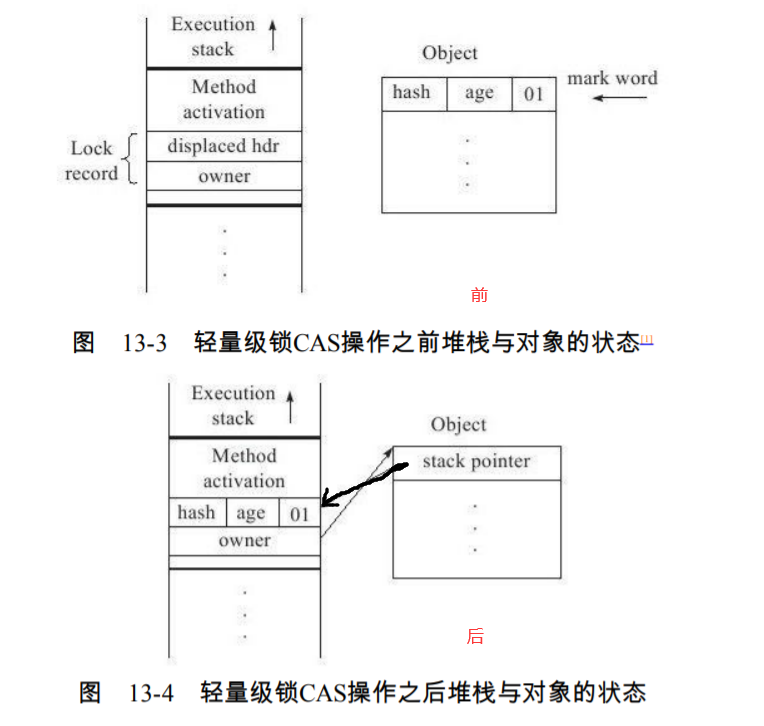 Execution
stack
Object
Method
activation
hash age 01
mark word
Lock
record
displaced hdr
owner
前
图 13-3 轻量级锁CAS操作之前堆栈与对象的状态[1]
Execution
stack
Object
Method
activation
stack pointer
hash age 01
owner
后
图 13-4 轻量级锁CAS操作之后堆栈与对象的状态